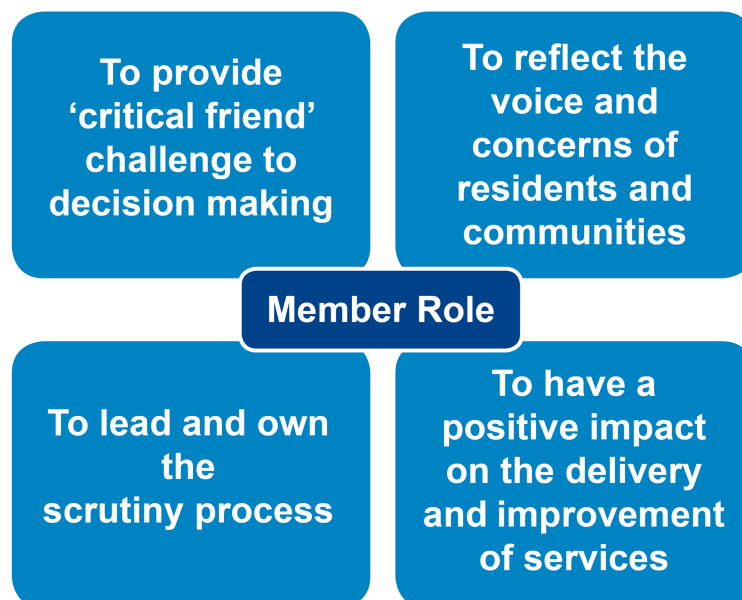 To provide
‘critical friend’
challenge to
decision making
To reflect the
voice and
concerns of
residents and
communities
Member Role
To lead and own
the
scrutiny process
To have a
positive impact
on the delivery
and improvement
of services